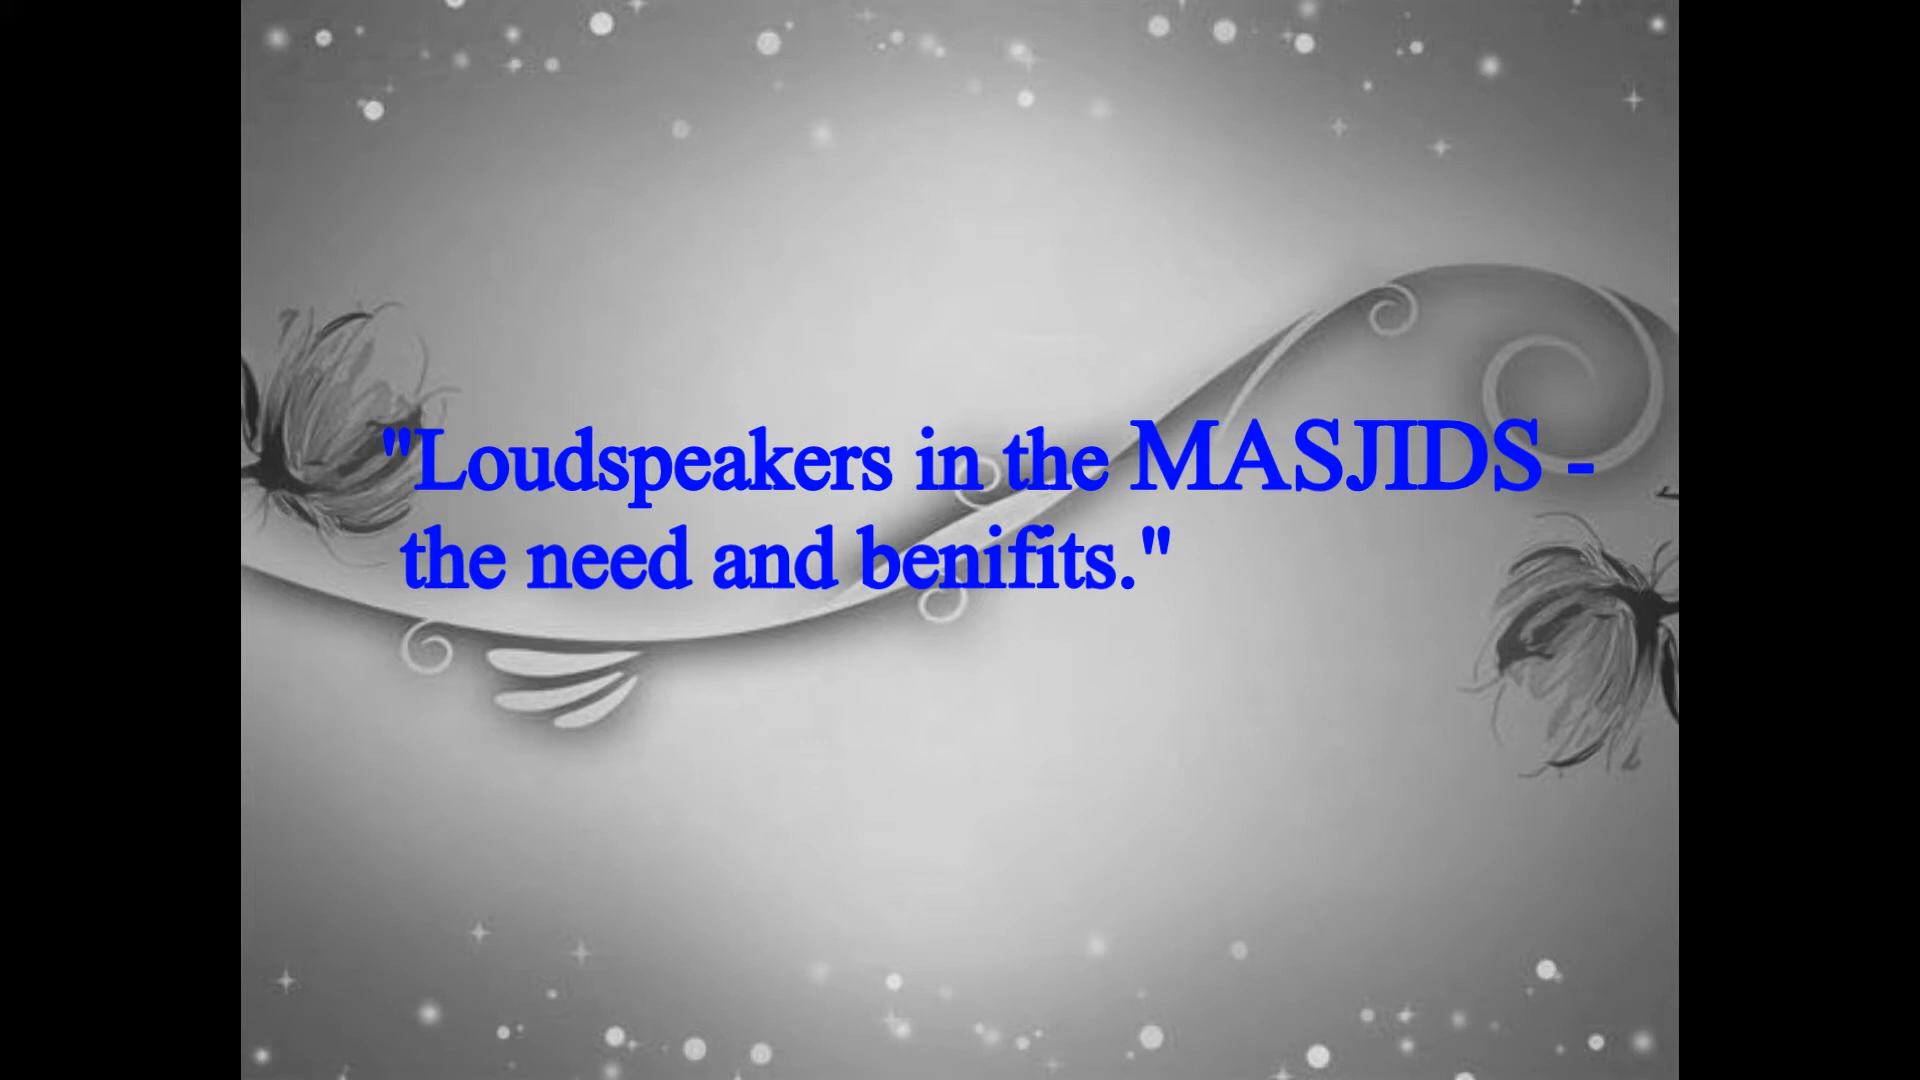 "Loudspeakers in the MASJIDS -
the need and benifits."